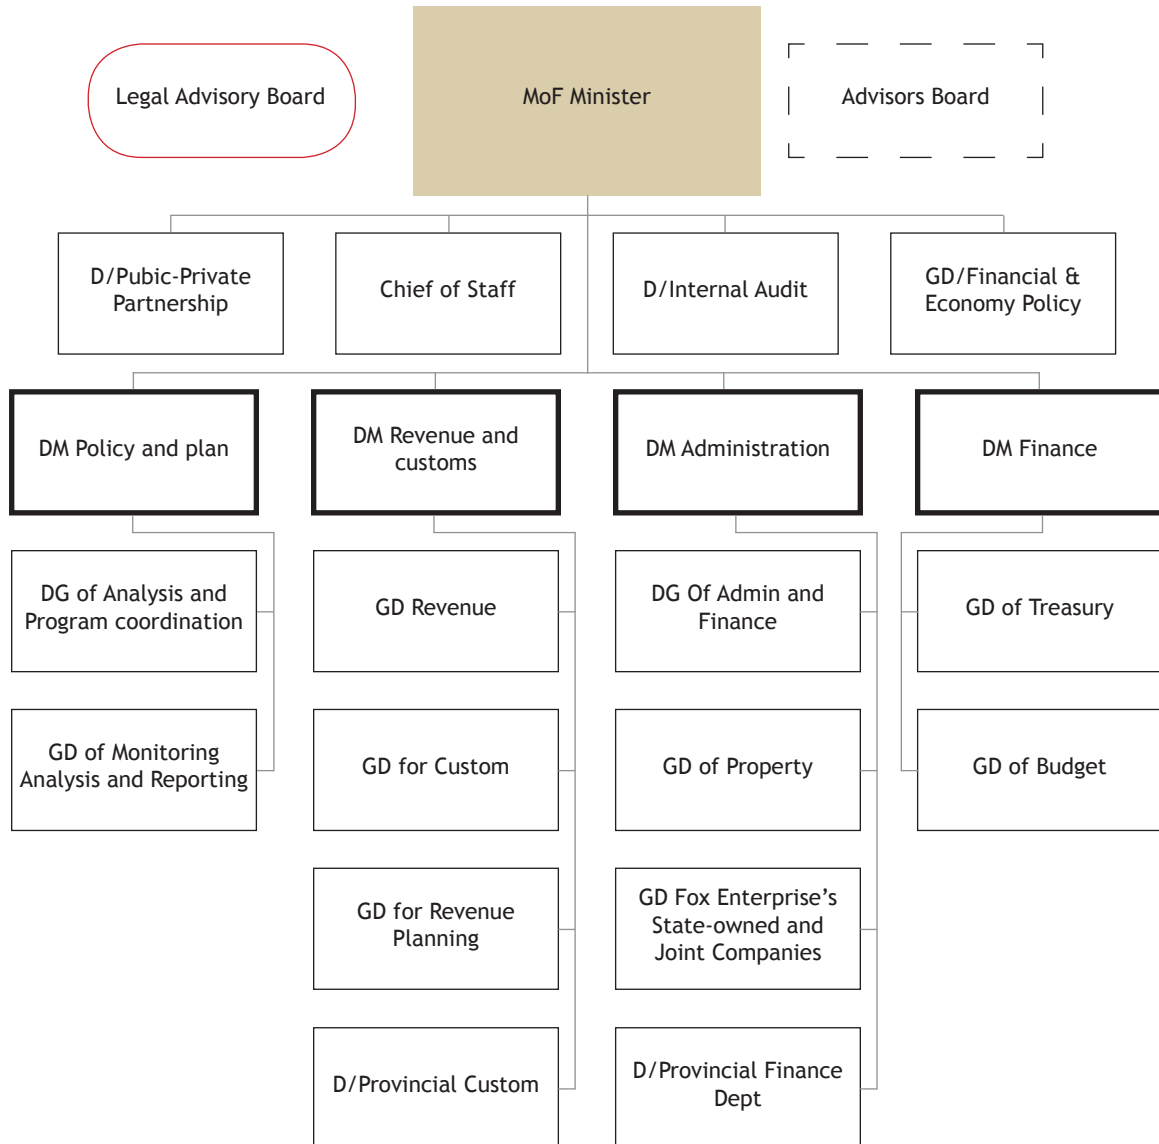 Legal Advisory Board
MoF Minister
Advisors Board
D/Pubic-Private
Partnership
Chief of Staff
D/Internal Audit
GD/Financial &
Economy Policy
DM Policy and plan
DM Revenue and
customs
DM Administration
DM Finance
DG of Analysis and
Program coordination
GD Revenue
DG Of Admin and
Finance
GD of Treasury
GD of Monitoring
Analysis and Reporting
GD for Custom
GD of Property
GD of Budget
GD for Revenue
Planning
GD Fox Enterprise's
State-owned and
Joint Companies
D/Provincial Custom
D/Provincial Finance
Dept